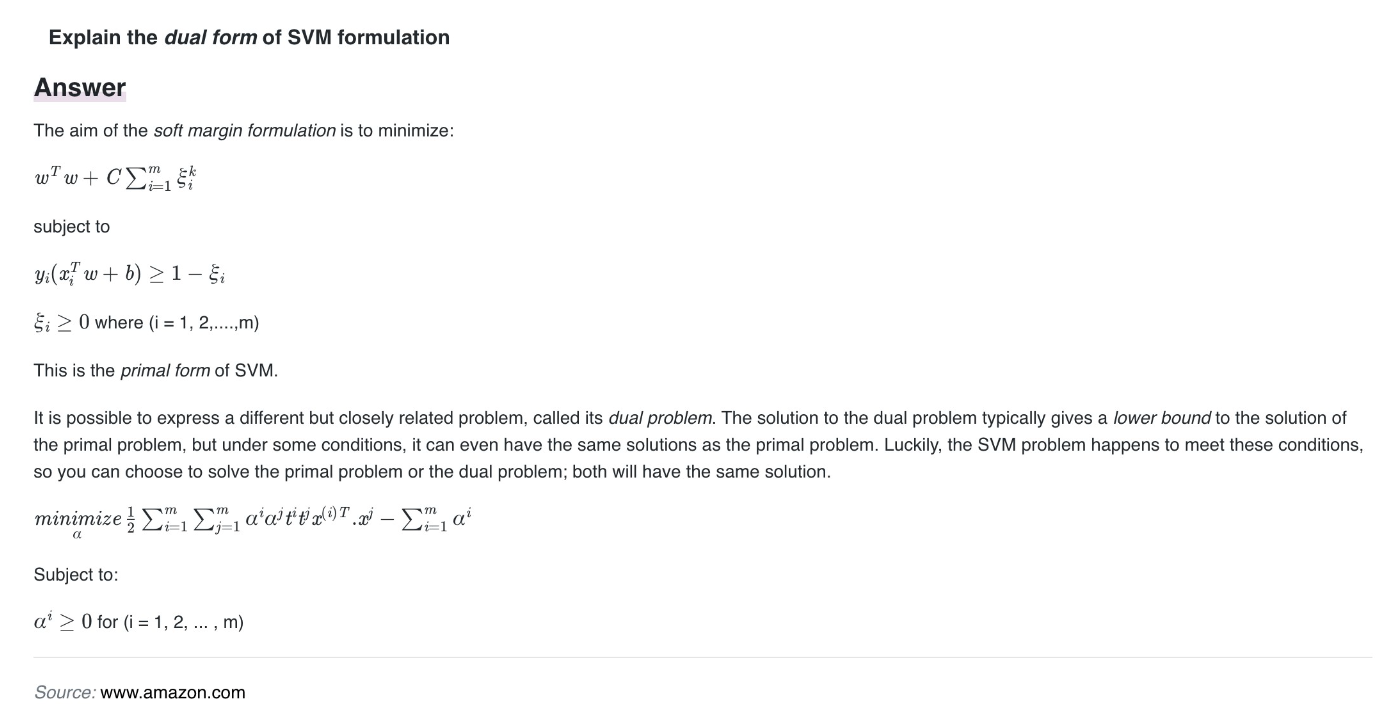 Explain the dual form of SVM formulation
Answer
The aim of the soft margin formulation is to minimize:
$w^T w + C \sum_{i=1}^{m} \xi_i^k$
subject to
$y_i(x_i^T w + b) \geq 1 - \xi_i$
$\xi_i \geq 0$ where (i = 1, 2,....,m)
This is the primal form of SVM.
It is possible to express a different but closely related problem, called its dual problem. The solution to the dual problem typically gives a lower bound to the solution of
the primal problem, but under some conditions, it can even have the same solutions as the primal problem. Luckily, the SVM problem happens to meet these conditions,
so you can choose to solve the primal problem or the dual problem; both will have the same solution.
$\underset{\alpha}{minimize} \frac{1}{2} \sum_{i=1}^{m} \sum_{j=1}^{m} \alpha^i \alpha^j t^i t^j x^{(i)T} . x^j - \sum_{i=1}^{m} \alpha^i$
Subject to:
$\alpha^i \geq 0$ for (i = 1, 2, ... , m)
Source: www.amazon.com